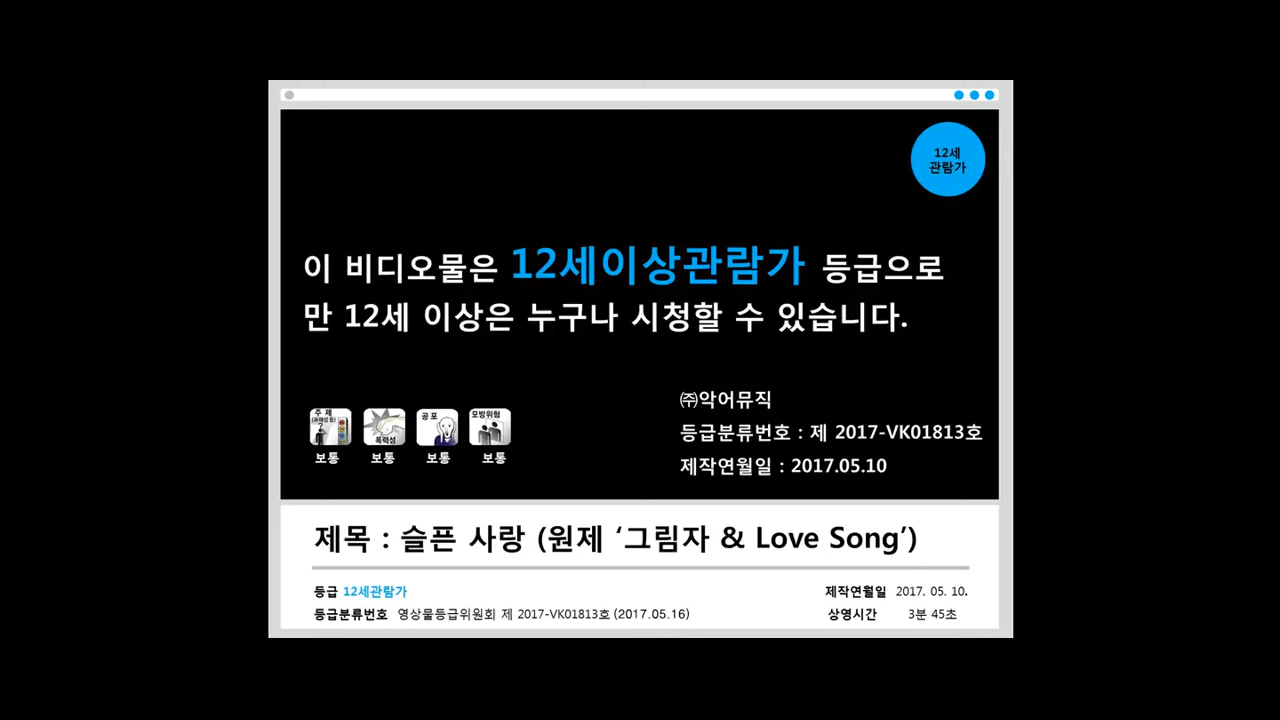 12세
관람가
이 비디오물은 12세이상관람가 등급으로
만 12세 이상은 누구나 시청할 수 있습니다.
주 제
(유해성 등)
폭력성
공 포
모방위험
보통 보통 보통 보통
㈜악어뮤직
등급분류번호 : 제 2017-VK01813호
제작연월일 : 2017.05.10
제목 : 슬픈 사랑 (원제 ‘그림자 & Love Song’)
등급 12세관람가
제작연월일 2017. 05. 10.
등급분류번호 영상물등급위원회 제 2017-VK01813호 (2017.05.16)
상영시간 3분 45초